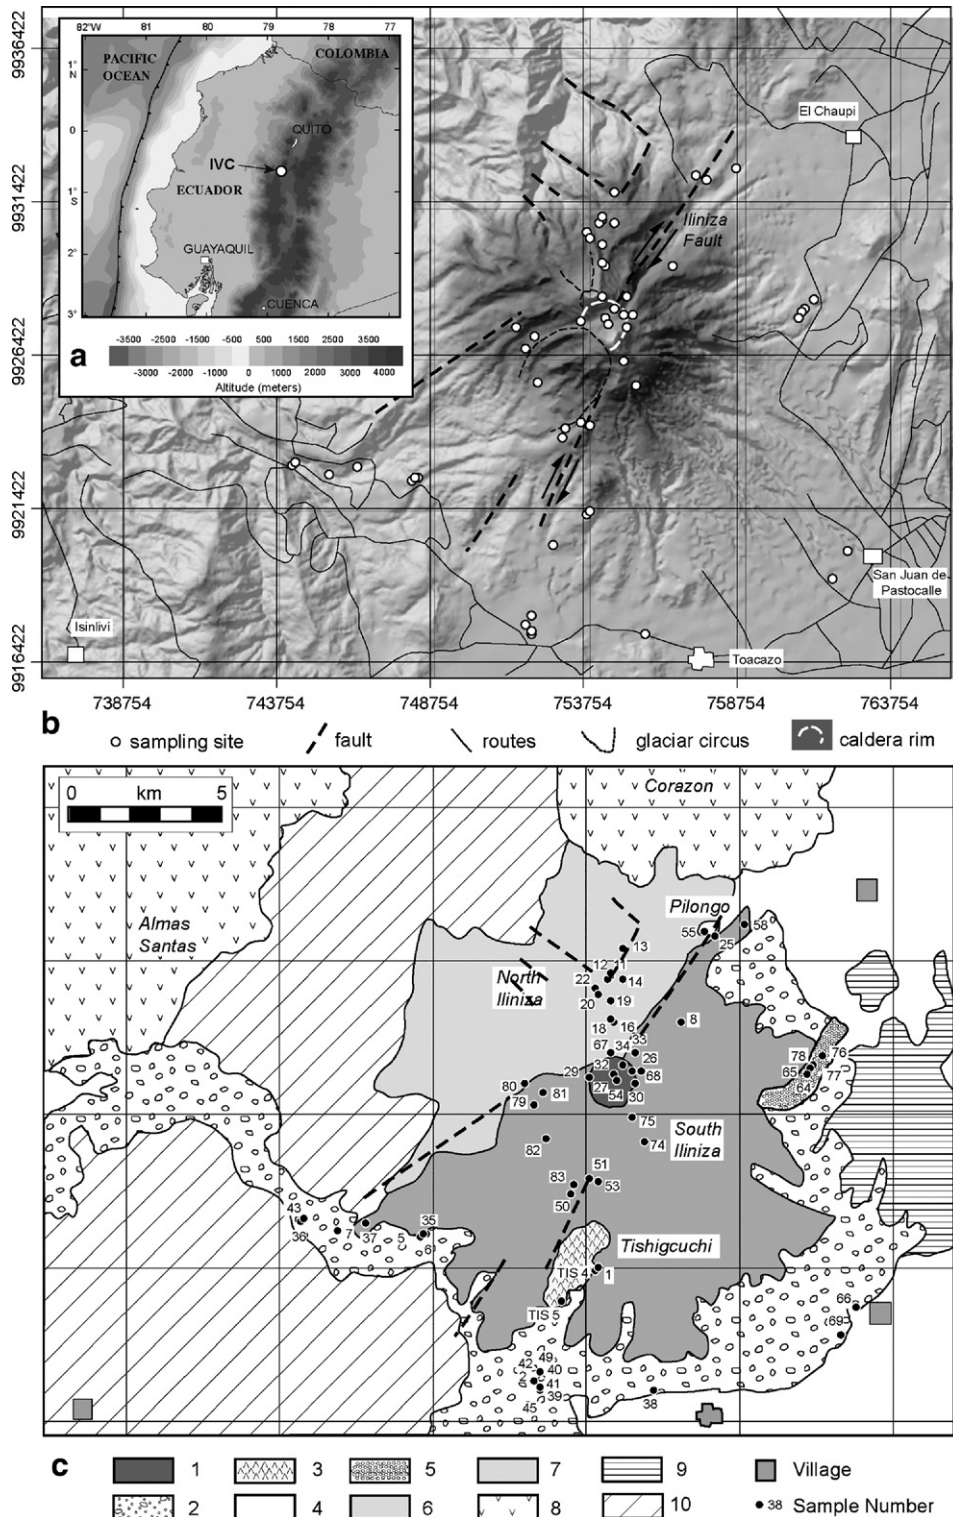 82°W 81 80 79 78 77
PACIFIC
OCEAN
COLOMBIA
1°
N
0
1°
S
2°
3°
QUITO
IVC
ECUADOR
GUAYAQUIL
CUENCA
-3500 -2500 -1500 -500 500 1500 2500 3500
-3000 -2000 -1000 0 1000 2000 3000 4000
Altitude (meters)
a
9936422
9931422
9926422
9921422
9916422
El Chaupi
Iliniza
Fault
San Juan de
Pastocalle
Isinliví
Toacazo
738754 743754 748754 753754 758754 763754
b
sampling site
fault
routes
glaciar circus
caldera rim
0 km 5
Corazon
Almas
Santas
Pilongo
55
58
25
North
Iliniza
13
12 11
22
14
20
19
18 16
8
33
67 34
26
32
29
68
27
54
30
80
79
81
75
74
South
Iliniza
82
78
76
65
77
64
51
83
53
50
43
36
7
37
5
35
6
Tishigcuchi
TIS 4
1
TIS 5
66
69
49
42
40
2
41
39
45
38
c
1
3
5
7
9
Village
2
4
6
8
10
38 Sample Number